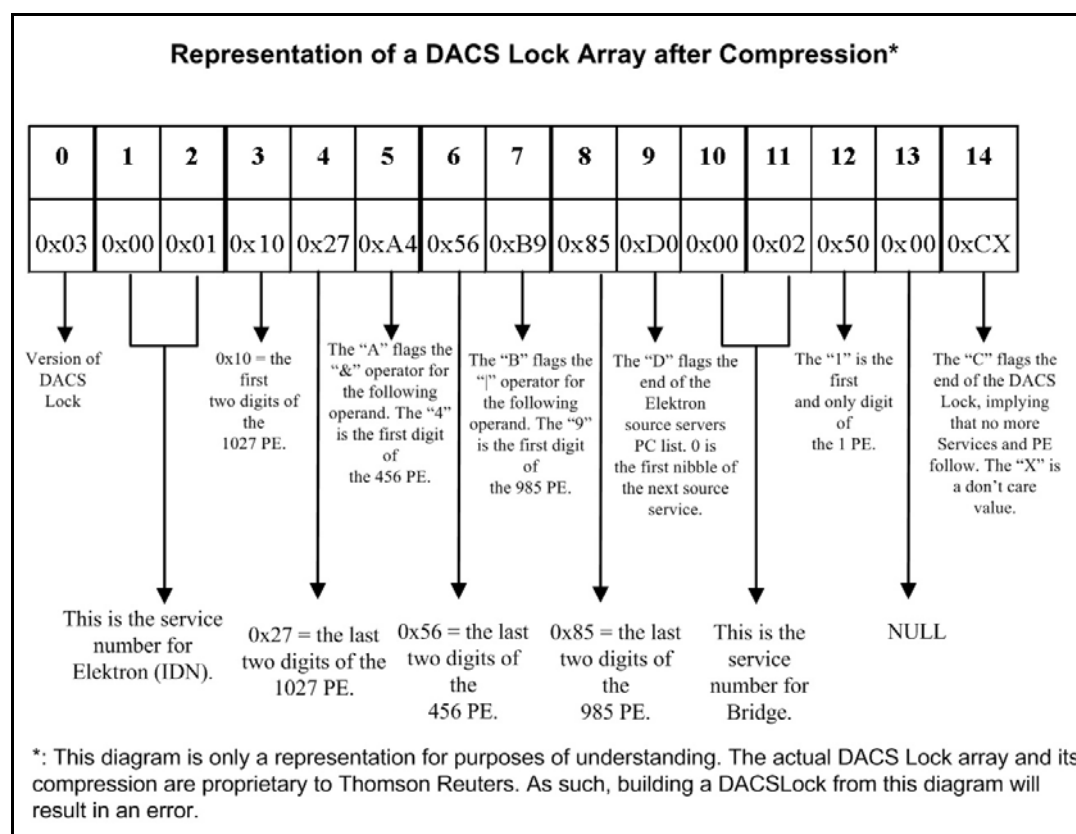 Representation of a DACS Lock Array after Compression*
0 1 2 3 4 5 6 7 8 9 10 11 12 13 14
0x03 0x00 0x01 0x10 0x27 0xA4 0x56 0xB9 0x85 0xD0 0x00 0x02 0x50 0x00 0xCX
Version of
DACS
Lock
0x10 = the
first
two digits of
the
1027 PE.
The “A” flags the
“&” operator for
the following
operand. The “4”
is the first digit
of
the 456 PE.
The “B” flags the
“|” operator for
the following
operand. The “9”
is the first digit
of
the 985 PE.
The “D” flags the
end of the
Elektron
source servers
PC list. 0 is
the first nibble of
the next source
service.
The “1” is the
first
and only digit
of
the 1 PE.
The “C” flags the
end of the DACS
Lock, implying
that no more
Services and PE
follow. The “X” is
a don’t care
value.
This is the service
number for
Elektron (IDN).
0x27 = the last
two digits of the
1027 PE.
0x56 = the last
two digits of
the
456 PE.
0x85 = the last
two digits of
the
985 PE.
This is the
service
number for
Bridge.
NULL
*: This diagram is only a representation for purposes of understanding. The actual DACS Lock array and its
compression are proprietary to Thomson Reuters. As such, building a DACSLock from this diagram will
result in an error.